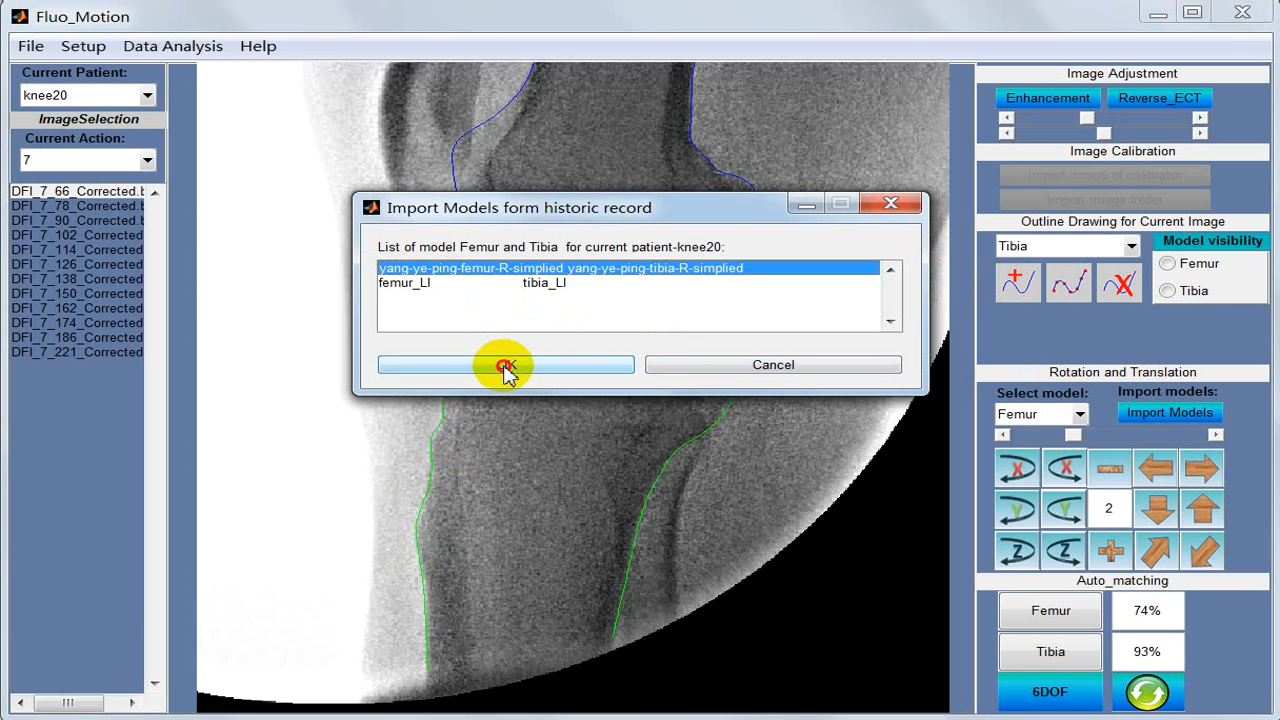 Fluo_Motion
File Setup Data Analysis Help
Current Patient:
knee20
ImageSelection
Current Action:
7
DFI_7_66_Corrected.b
DFI_7_78_Corrected
DFI_7_90_Corrected.b
DFI_7_102_Corrected
DFI_7_114_Corrected
DFI_7_126_Corrected
DFI_7_138_Corrected
DFI_7_150_Corrected
DFI_7_162_Corrected
DFI_7_174_Corrected
DFI_7_186_Corrected
DFI_7_221_Corrected
Import Models form historic record
List of model Femur and Tibia for current patient-knee20:
yang-ye-ping-femur-R-simplied yang-ye-ping-tibia-R-simplied
femur_LI tibia_LI
OK Cancel
Image Adjustment
Enhancement Reverse_ECT
Image Calibration
Import image of calibrator
Import image folder
Outline Drawing for Current Image
Tibia
Model visibility
Femur
Tibia
Rotation and Translation
Select model: Import models:
Femur Import Models
X X
Y Y 2
Z Z
Auto_matching
Femur 74%
Tibia 93%
6DOF